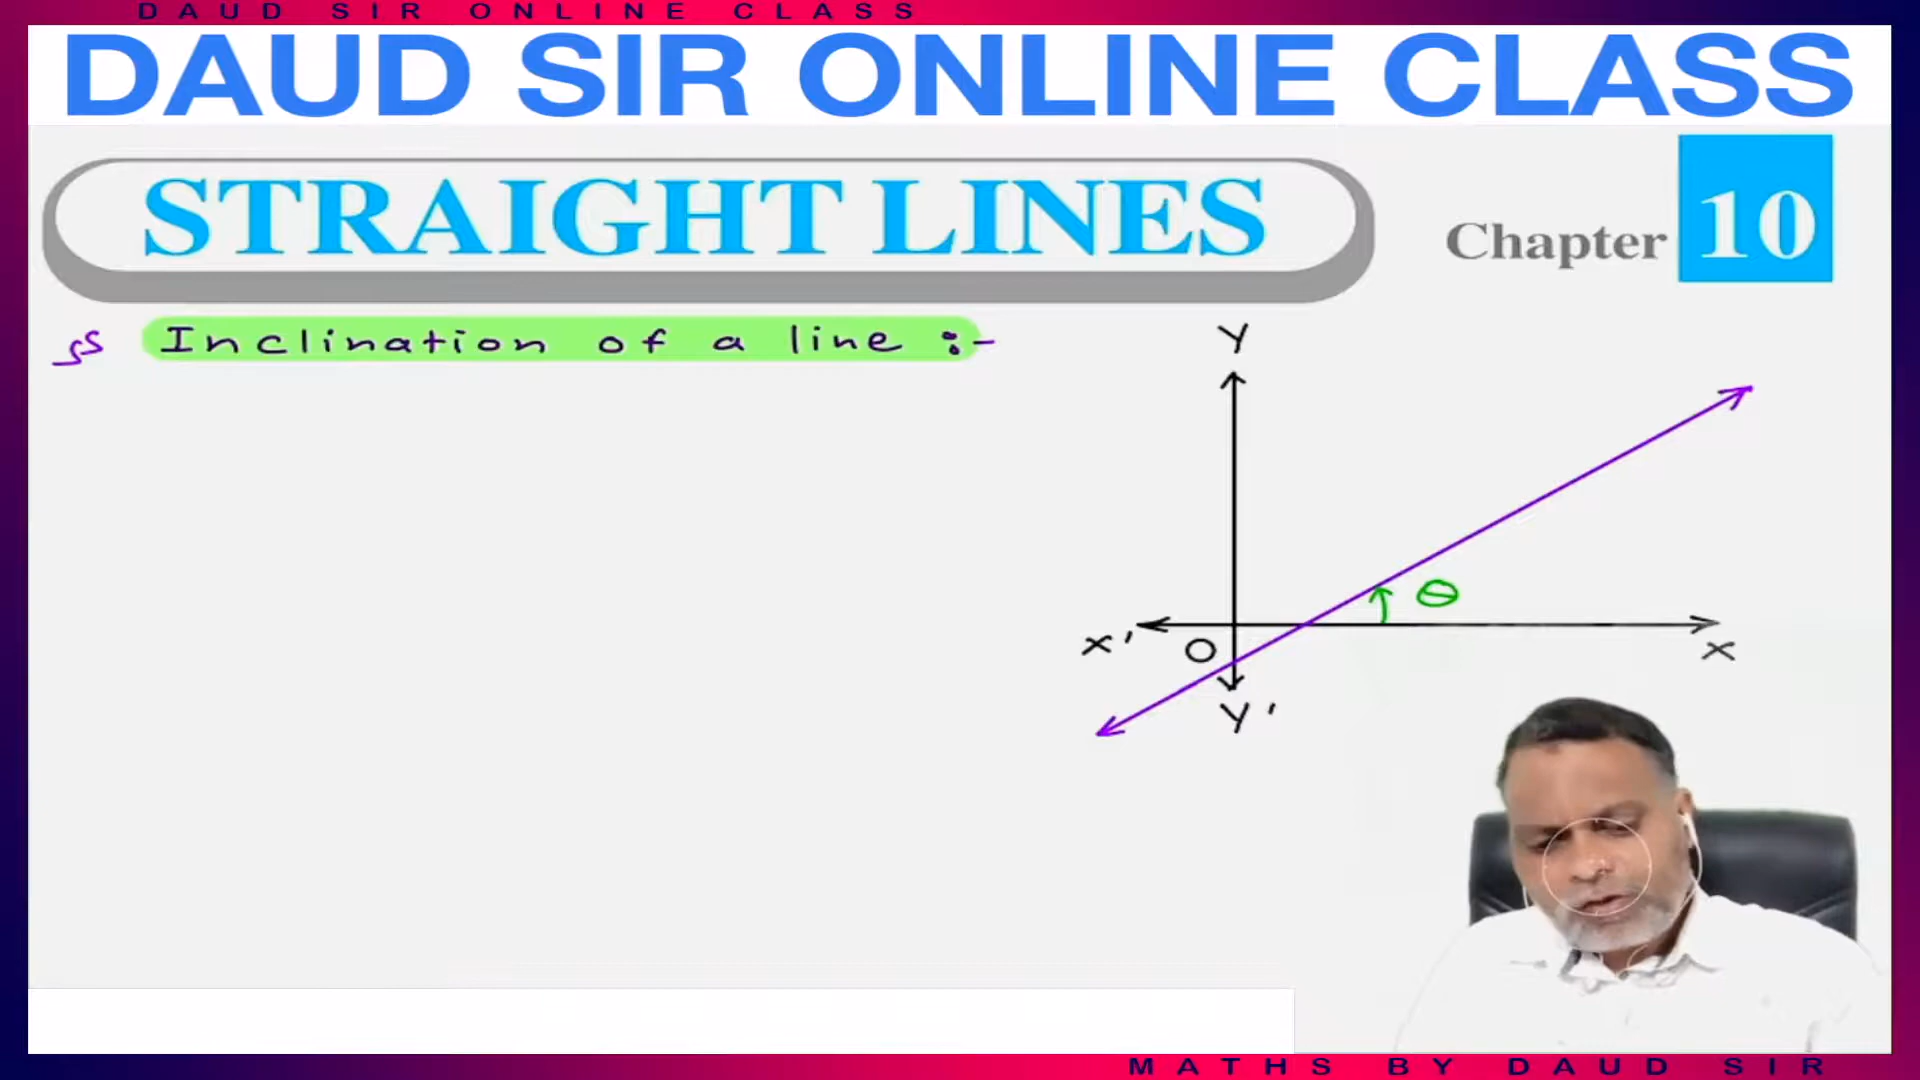 DAUD SIR ONLINE CLASS
DAUD SIR ONLINE CLASS
STRAIGHT LINES
Chapter 10
Inclination of a line :-
Y
θ
X'
O
X
Y'
MATHS BY DAUD SIR